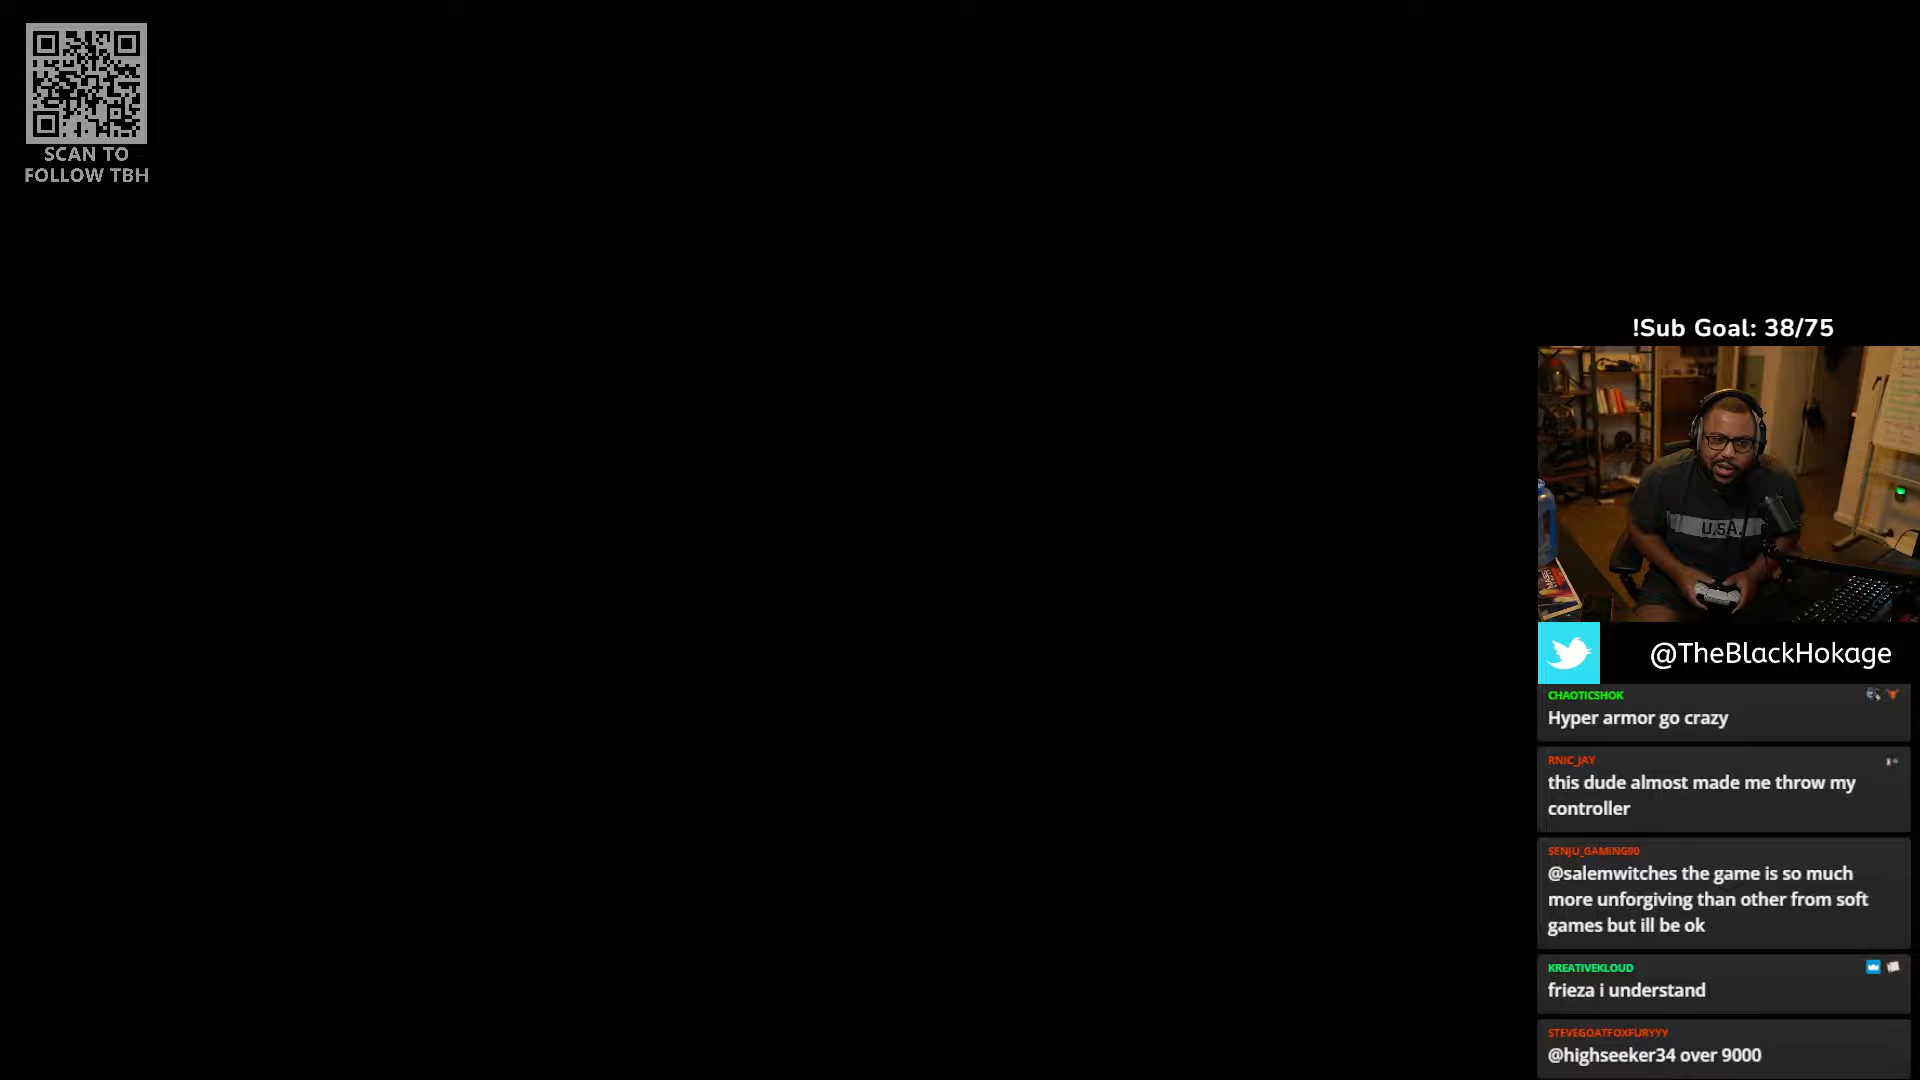 SCAN TO
FOLLOW TBH
!Sub Goal: 38/75
U.S.A.
@TheBlackHokage
CHAOTICSHOK
Hyper armor go crazy
RNIC_JAY
this dude almost made me throw my
controller
SENJU_GAMING90
@salemwitches the game is so much
more unforgiving than other from soft
games but ill be ok
KREATIVEKLOUD
frieza i understand
STEVEGOATFOXFURYYY
@highseeker34 over 9000